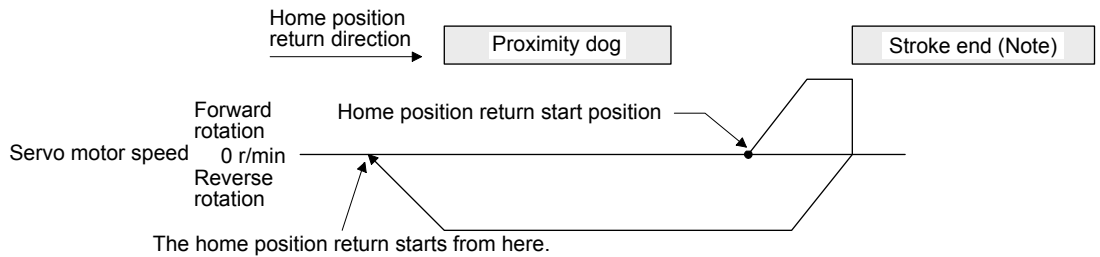 Home position
return direction
Proximity dog
Stroke end (Note)
Home position return start position
Forward
rotation
Servo motor speed 0 r/min
Reverse
rotation
The home position return starts from here.